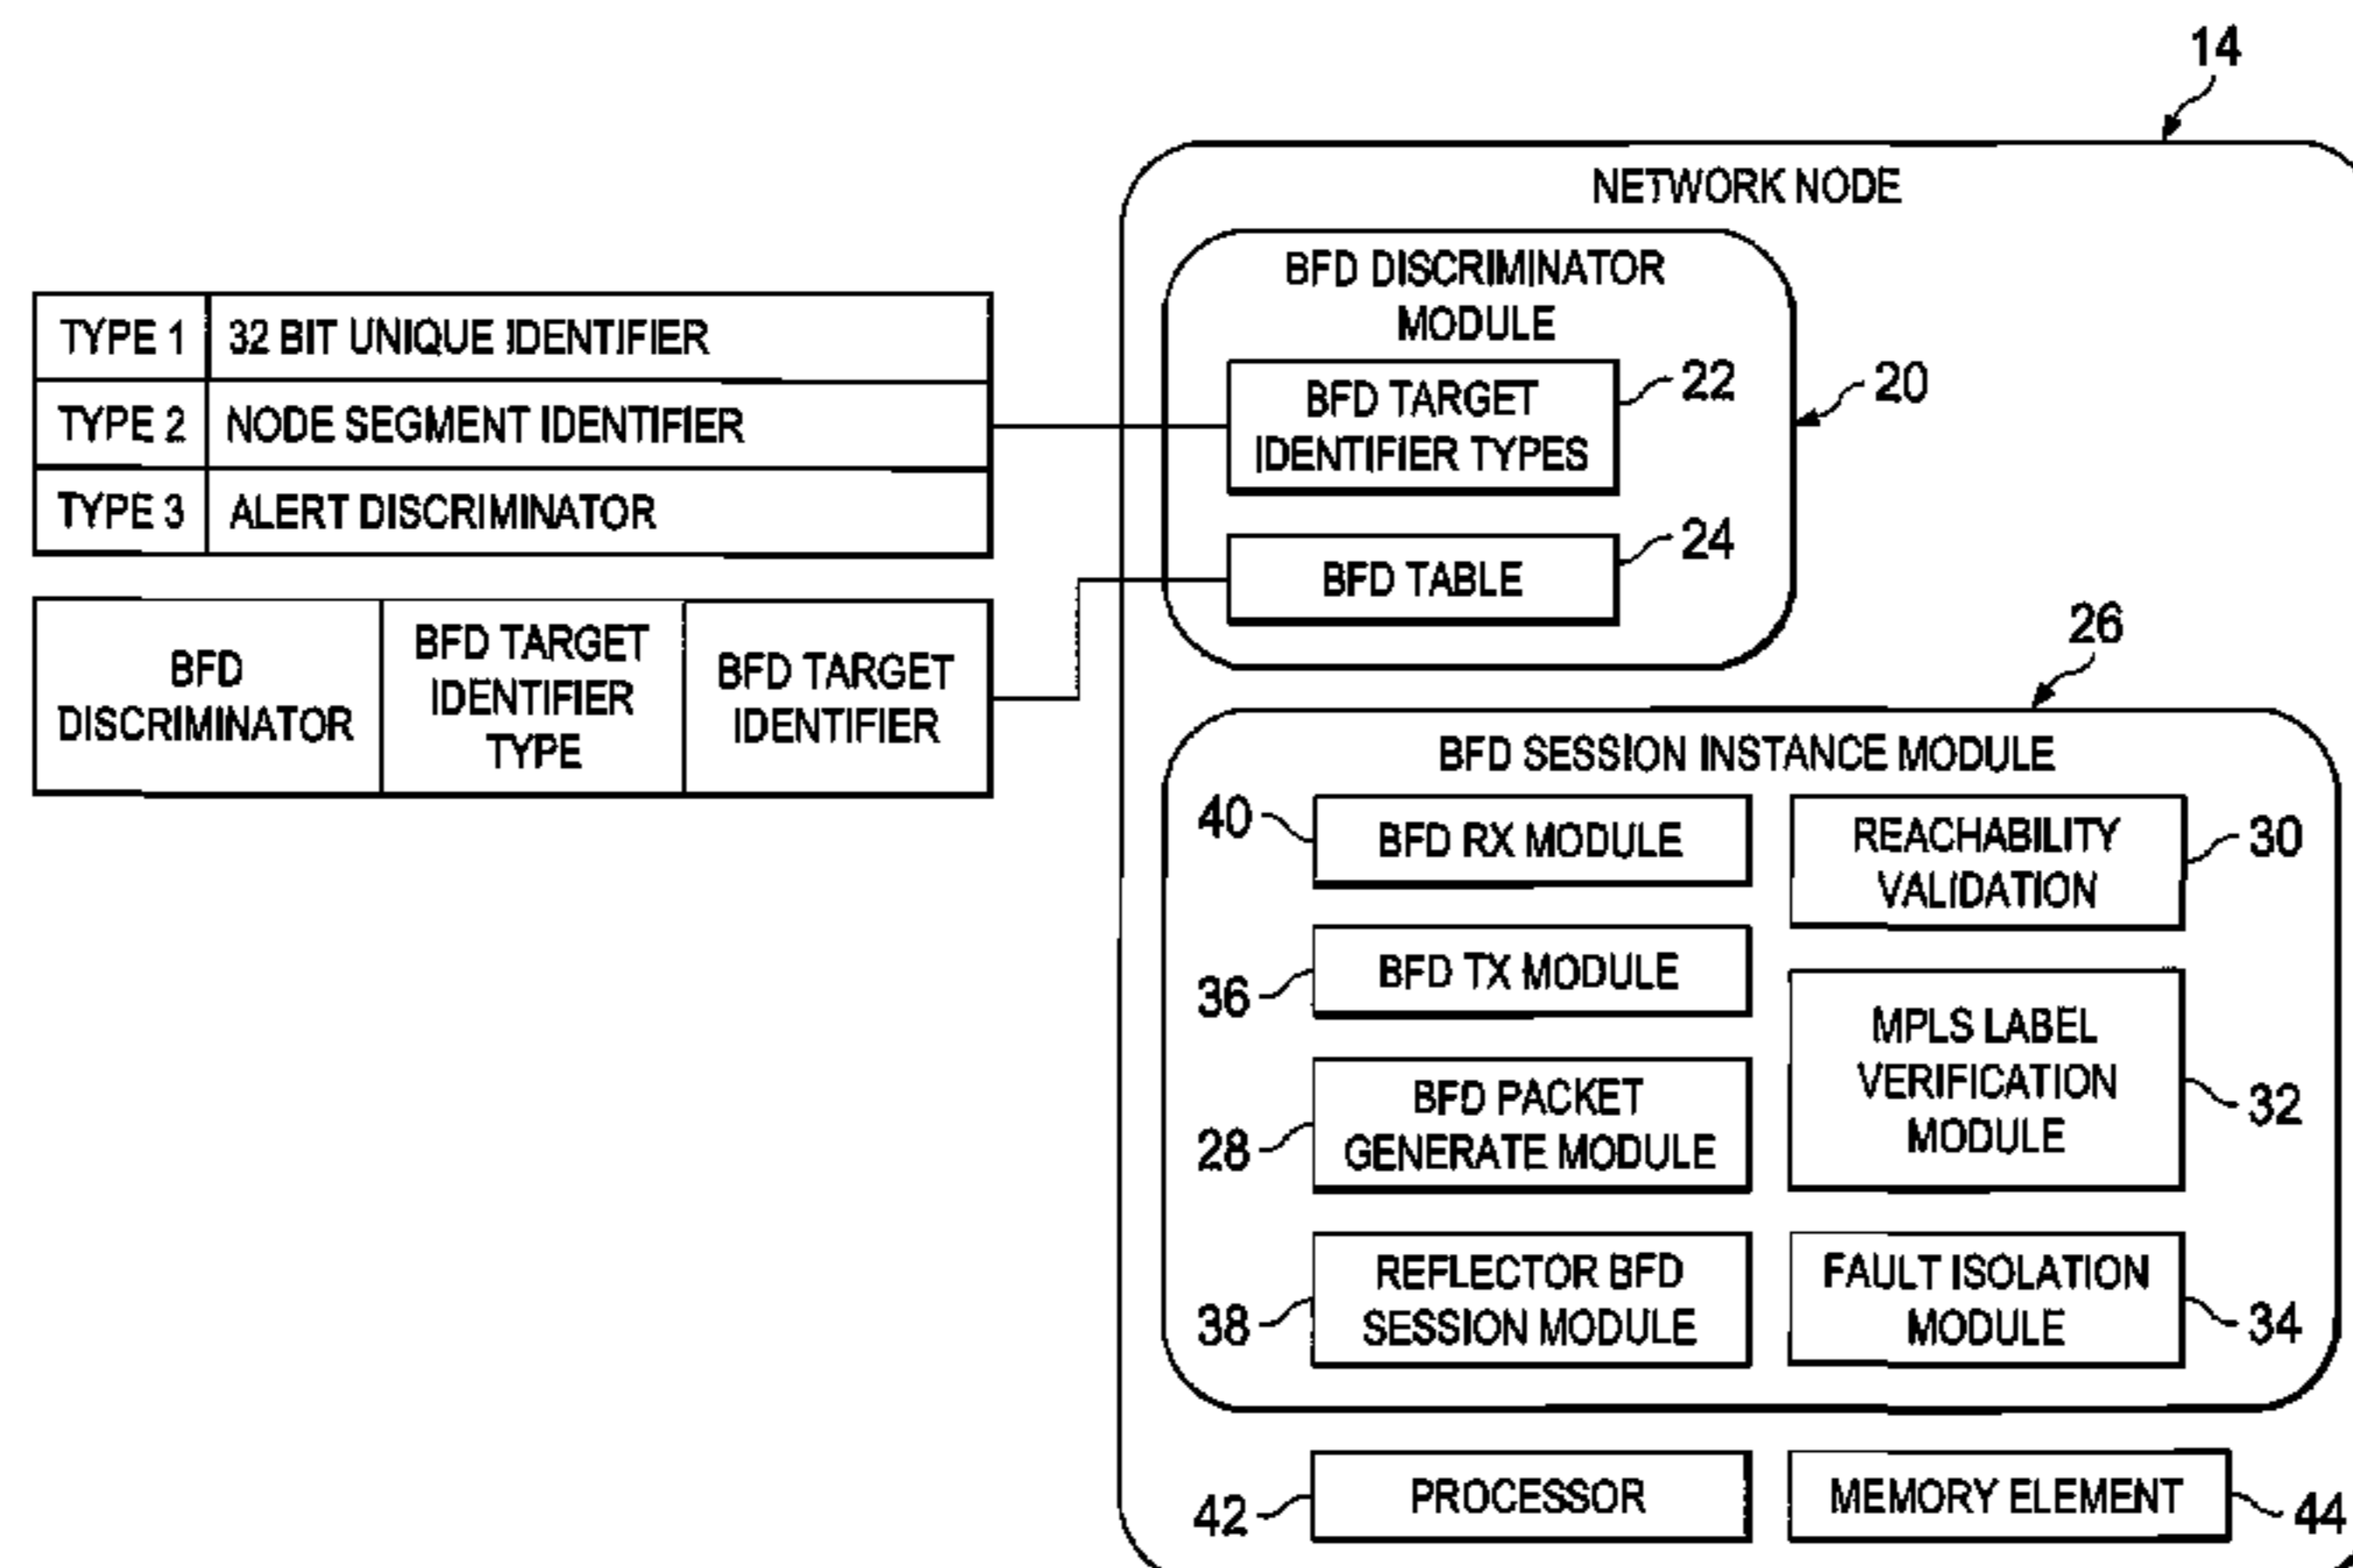 14
NETWORK NODE
BFD DISCRIMINATOR
MODULE
TYPE 1 32 BIT UNIQUE IDENTIFIER
TYPE 2 NODE SEGMENT IDENTIFIER
TYPE 3 ALERT DISCRIMINATOR
BFD TARGET
IDENTIFIER TYPES
22
20
BFD TABLE
24
BFD
DISCRIMINATOR
BFD TARGET
IDENTIFIER
TYPE
BFD TARGET
IDENTIFIER
26
BFD SESSION INSTANCE MODULE
40
BFD RX MODULE
REACHABILITY
VALIDATION
30
36
BFD TX MODULE
MPLS LABEL
VERIFICATION
MODULE
32
28
BFD PACKET
GENERATE MODULE
38
REFLECTOR BFD
SESSION MODULE
FAULT ISOLATION
MODULE
34
42
PROCESSOR
MEMORY ELEMENT
44